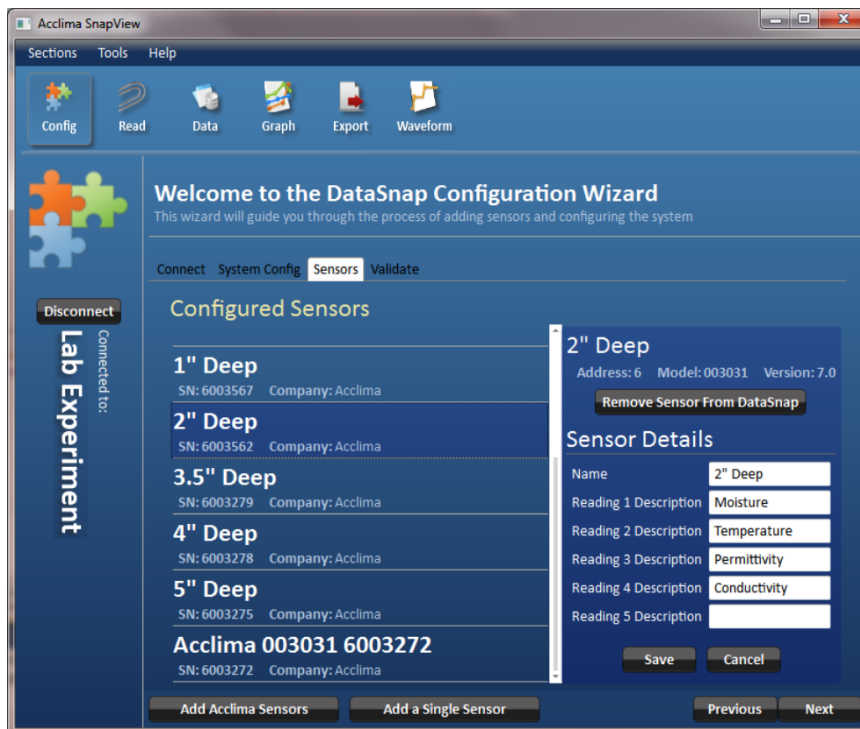 Acclima SnapView
Sections Tools Help
Config Read Data Graph Export Waveform
Welcome to the DataSnap Configuration Wizard
This wizard will guide you through the process of adding sensors and configuring the system
Connect System Config Sensors Validate
Disconnect
Connected to:
Lab Experiment
Configured Sensors
1" Deep
SN: 6003567 Company: Acclima
2" Deep
SN: 6003562 Company: Acclima
3.5" Deep
SN: 6003279 Company: Acclima
4" Deep
SN: 6003278 Company: Acclima
5" Deep
SN: 6003275 Company: Acclima
Acclima 003031 6003272
SN: 6003272 Company: Acclima
2" Deep
Address: 6 Model: 003031 Version: 7.0
Remove Sensor From DataSnap
Sensor Details
Name 2" Deep
Reading 1 Description Moisture
Reading 2 Description Temperature
Reading 3 Description Permittivity
Reading 4 Description Conductivity
Reading 5 Description
Save Cancel
Add Acclima Sensors Add a Single Sensor Previous Next